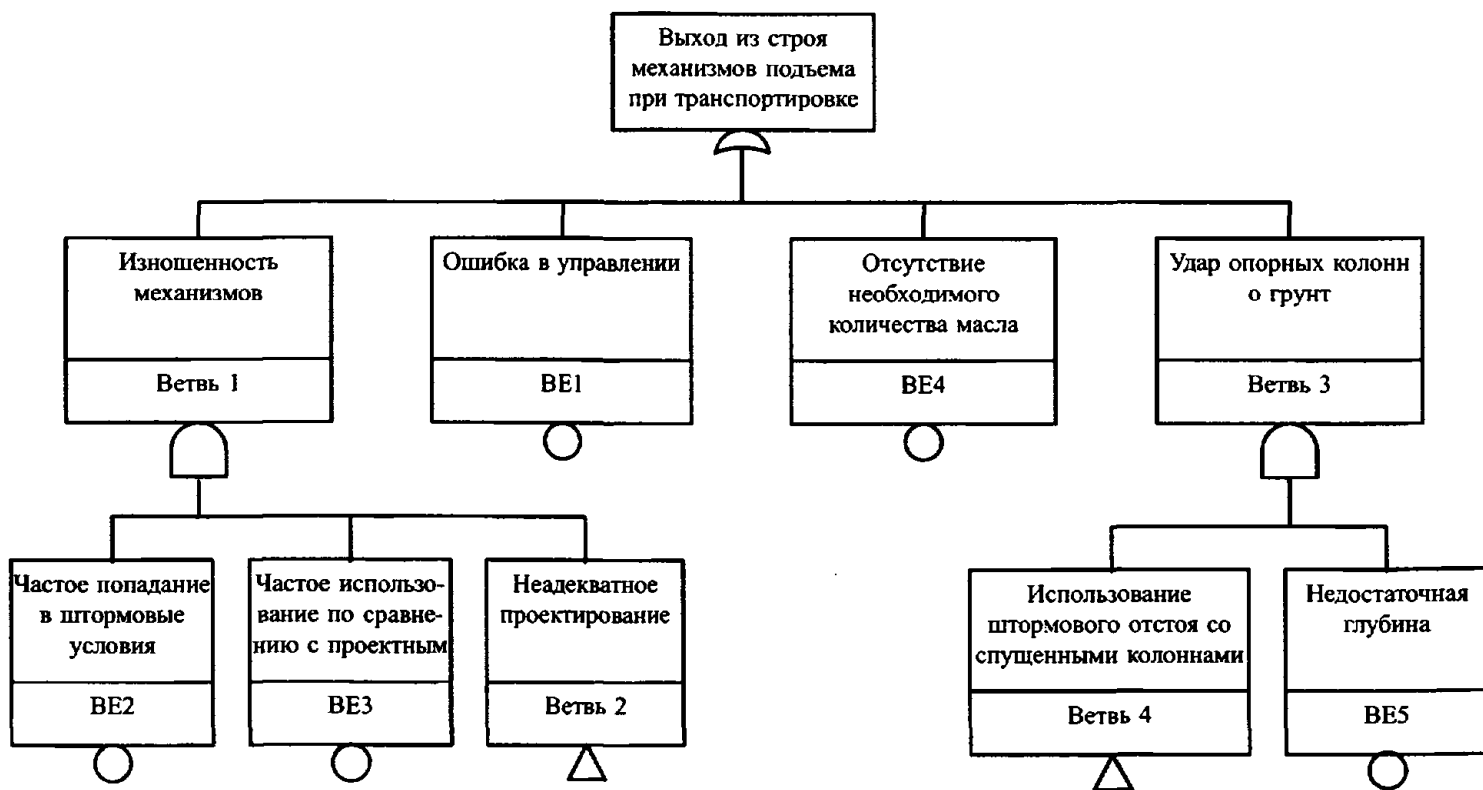 Выход из строя
механизмов подъема
при транспортировке
Изношенность
механизмов
Ветвь 1
Ошибка в управлении
BE1
Отсутствие
необходимого
количества масла
BE4
Удар опорных колонн
о грунт
Ветвь 3
Частое попадание
в штормовые
условия
BE2
Частое использо-
вание по сравне-
нию с проектным
BE3
Неадекватное
проектирование
Ветвь 2
Использование
штормового отстоя со
спущенными колоннами
Ветвь 4
Недостаточная
глубина
BE5